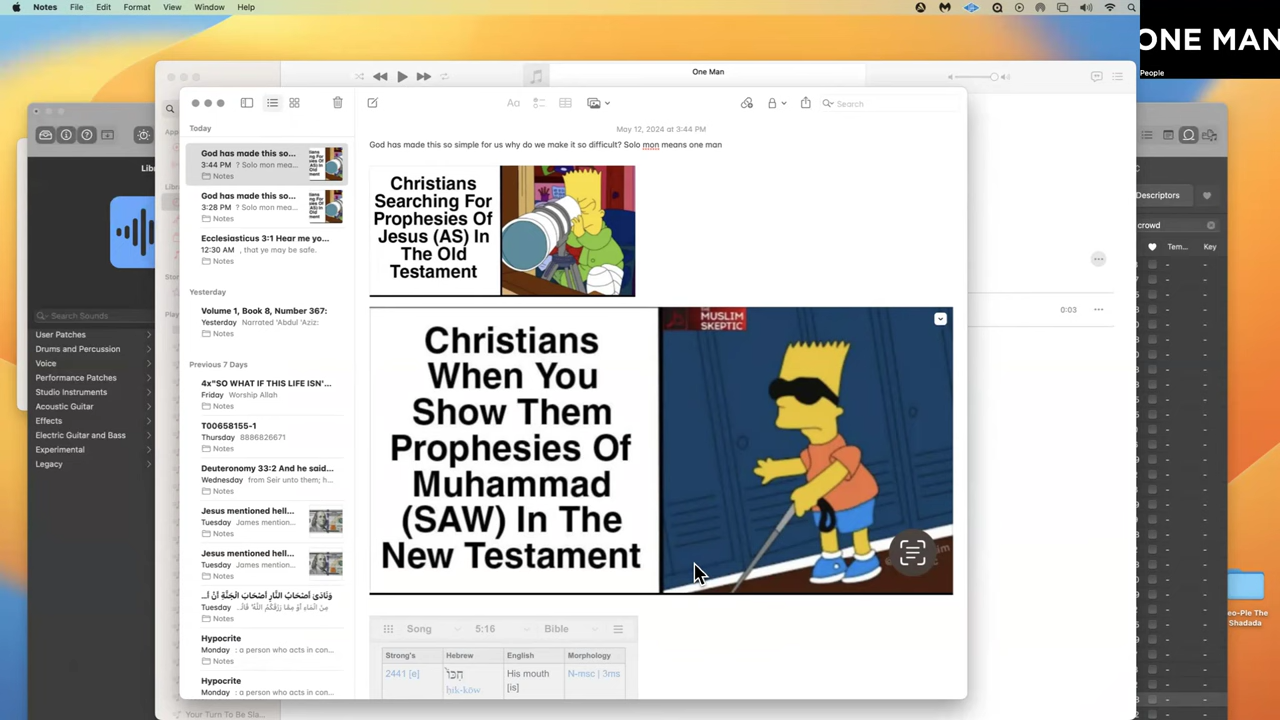 Notes File Edit Format View Window Help
ONE MAN
People
One Man
Search
Today
God has made this so...
3:44 PM ? Solo mon mea...
Notes
God has made this so...
3:28 PM ? Solo mon mea...
Notes
Ecclesiasticus 3:1 Hear me yo...
12:30 AM , that ye may be safe.
Notes
Yesterday
Volume 1, Book 8, Number 367:
Yesterday Narrated 'Abdul 'Aziz:
Notes
Previous 7 Days
4x"SO WHAT IF THIS LIFE ISN'...
Friday Worship Allah
Notes
T00658155-1
Thursday 8886826671
Notes
Deuteronomy 33:2 And he said...
Wednesday from Seir unto them; h...
Notes
Jesus mentioned hell...
Tuesday James mention...
Notes
Jesus mentioned hell...
Tuesday James mention...
Notes
Tuesday
Notes
Hypocrite
Monday : a person who acts in con...
Notes
Hypocrite
Monday : a person who acts in con...
May 12, 2024 at 3:44 PM
God has made this so simple for us why do we make it so difficult? Solo mon means one man
Christians
Searching For
Prophesies Of
Jesus (AS) In
The Old
Testament
Christians
When You
Show Them
Prophesies Of
Muhammad
(SAW) In The
New Testament
MUSLIM
SKEPTIC
Song 5:16 Bible
Strong's Hebrew English Morphology
2441 [e] חִכּוֹ֙ His mouth N-msc | 3ms
ḥik-kōw [is]
Search Sounds
User Patches
Drums and Percussion
Voice
Performance Patches
Studio Instruments
Acoustic Guitar
Effects
Electric Guitar and Bass
Experimental
Legacy
Descriptors
crowd
Tem... Key
0:03
Shadada